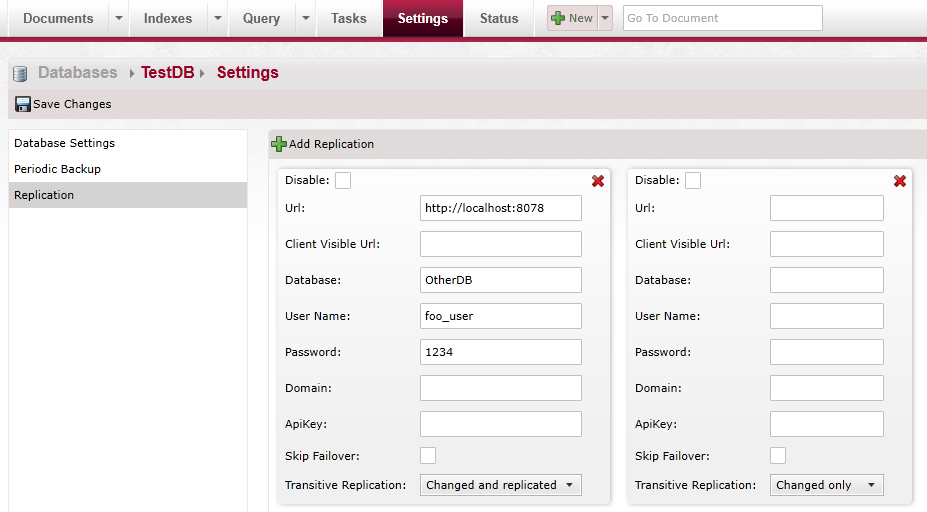 Documents Indexes Query Tasks Settings Status New Go To Document
Databases TestDB Settings
Save Changes
Database Settings
Periodic Backup
Replication
Add Replication
Disable:
Url: http://localhost:8078
Client Visible Url:
Database: OtherDB
User Name: foo_user
Password: 1234
Domain:
ApiKey:
Skip Failover:
Transitive Replication: Changed and replicated
Disable:
Url:
Client Visible Url:
Database:
User Name:
Password:
Domain:
ApiKey:
Skip Failover:
Transitive Replication: Changed only